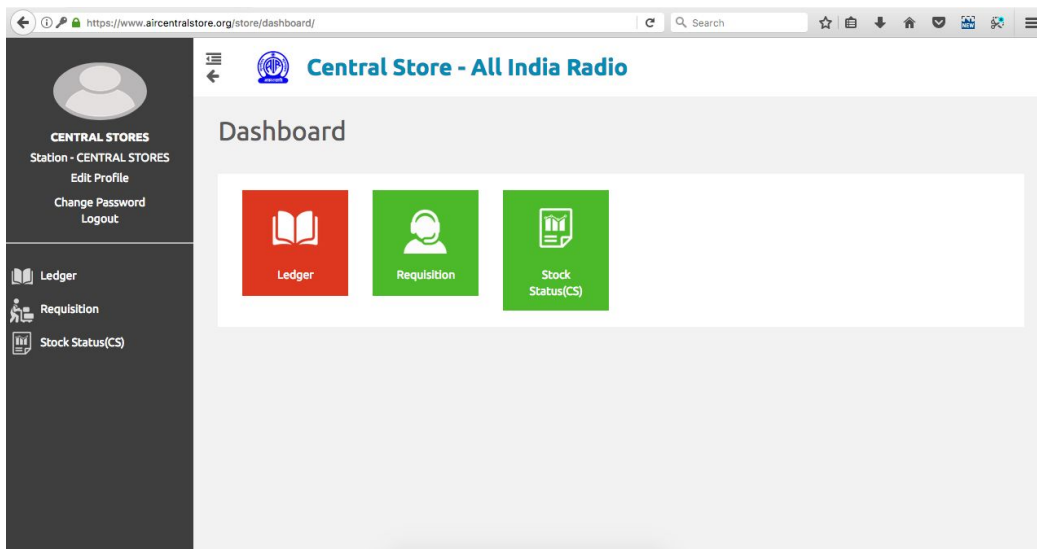 https://www.aircentralstore.org/store/dashboard/
Search
NEW
Central Store - All India Radio
CENTRAL STORES
Station - CENTRAL STORES
Edit Profile
Change Password
Logout
Ledger
Requisition
Stock Status(CS)
Dashboard
Ledger
Requisition
Stock
Status(CS)